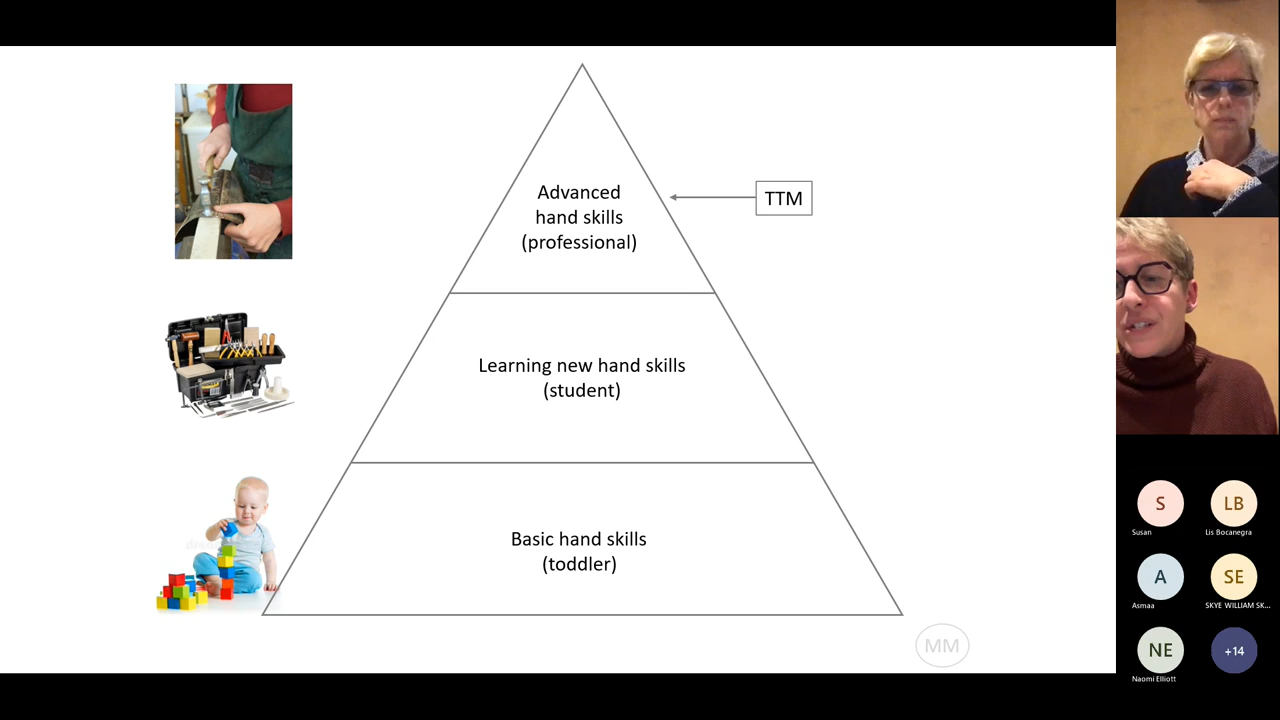 Advanced
hand skills
(professional)
TTM
Learning new hand skills
(student)
Basic hand skills
(toddler)
MM
S
Susan
LB
Lis Bocanegra
A
Asmaa
SE
SKYE WILLIAM SK...
NE
Naomi Elliott
+14